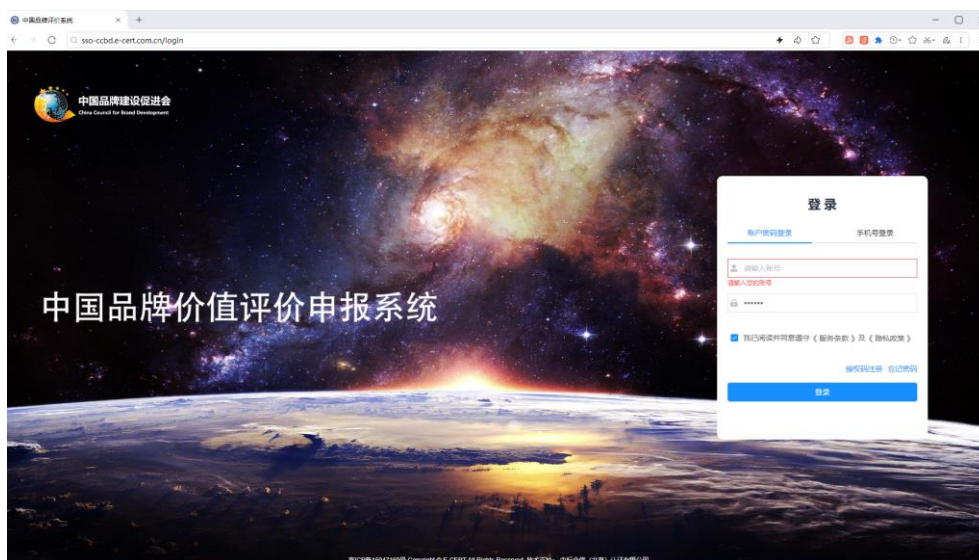 中国品牌评价系统
sso-ccbd.e-cert.com.cn/login
中国品牌建设促进会
China Council for Brand Development
登录
账户密码登录
手机号登录
请输入账号
请输入您的账号
我已阅读并同意遵守《服务条款》及《隐私政策》
授权码注册 忘记密码
登录
中国品牌价值评价申报系统